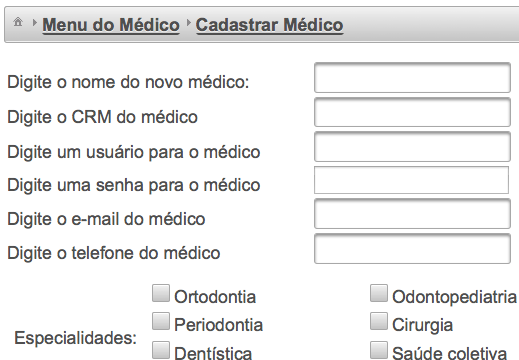 Menu do Médico Cadastrar Médico
Digite o nome do novo médico:
Digite o CRM do médico
Digite um usuário para o médico
Digite uma senha para o médico
Digite o e-mail do médico
Digite o telefone do médico
Ortodontia Odontopediatria
Periodontia Cirurgia
Especialidades:
Dentística Saúde coletiva